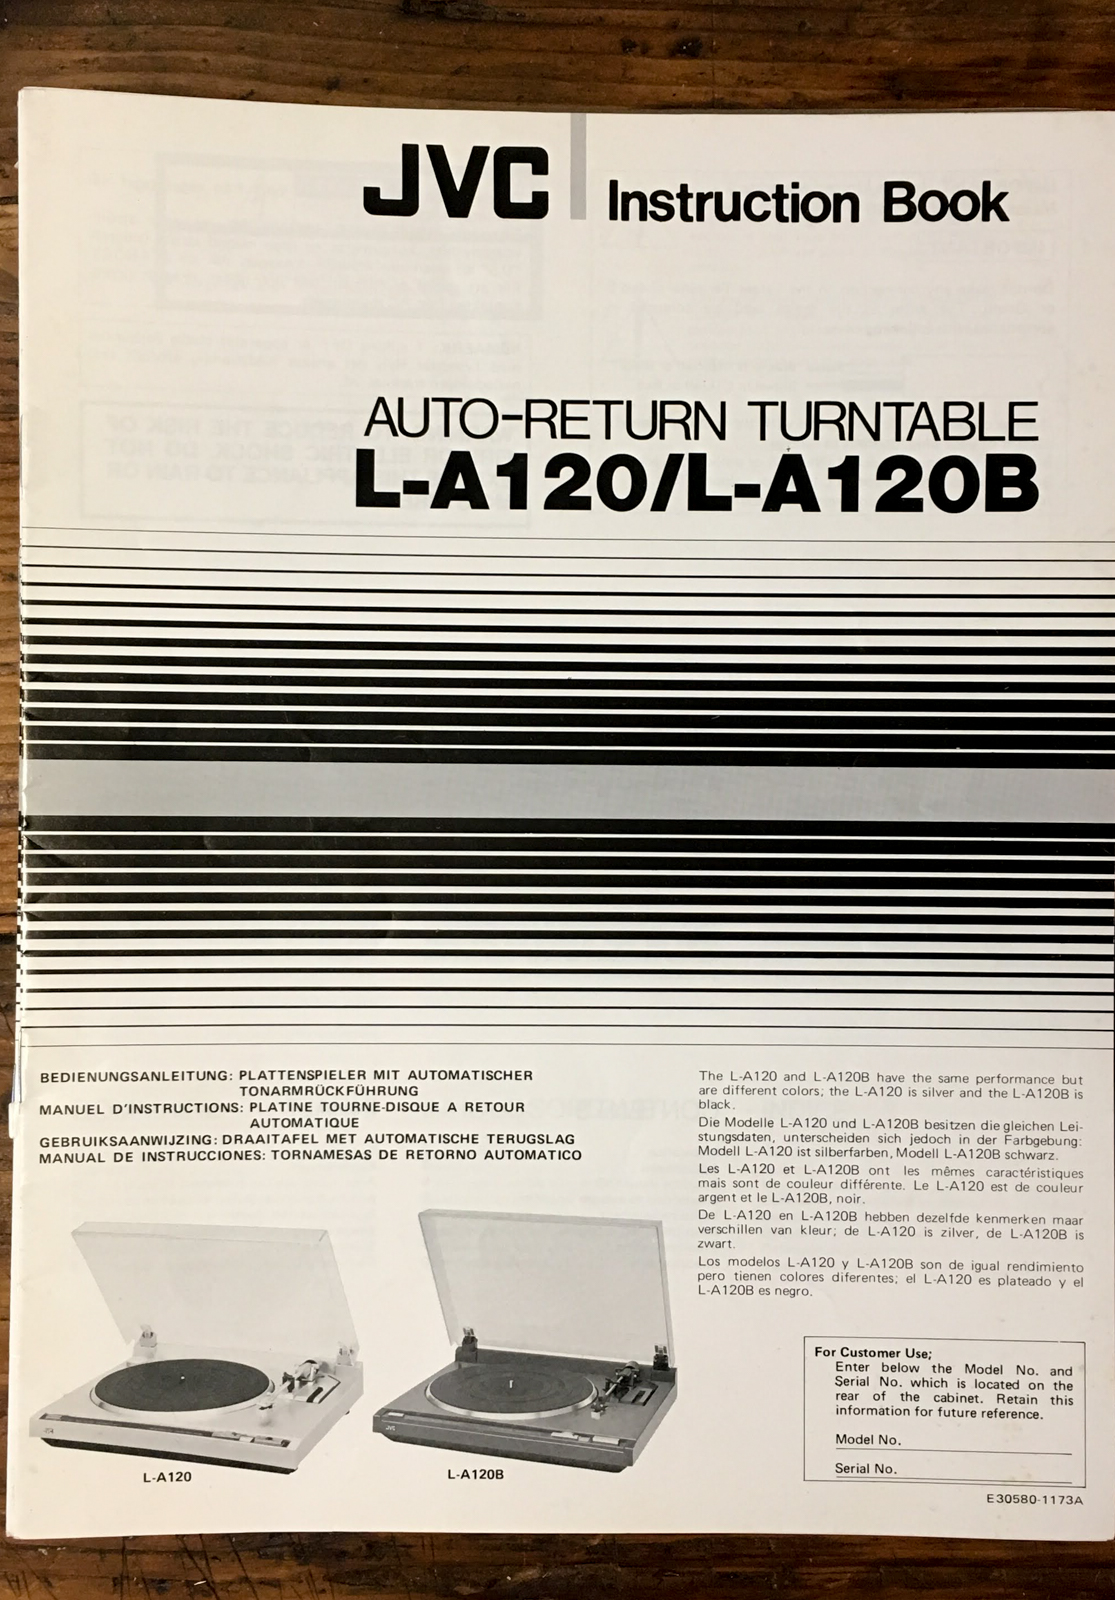 JVC Instruction Book
AUTO-RETURN TURNTABLE
L-A120/L-A120B
BEDIENUNGSANLEITUNG: PLATTENSPIELER MIT AUTOMATISCHER
TONARMRÜCKFÜHRUNG
MANUEL D'INSTRUCTIONS: PLATINE TOURNE-DISQUE A RETOUR
AUTOMATIQUE
GEBRUIKSAANWIJZING: DRAAITAFEL MET AUTOMATISCHE TERUGSLAG
MANUAL DE INSTRUCCIONES: TORNAMESAS DE RETORNO AUTOMATICO
The L-A120 and L-A120B have the same performance but
are different colors; the L-A120 is silver and the L-A120B is
black.
Die Modelle L-A120 und L-A120B besitzen die gleichen Lei-
stungsdaten, unterscheiden sich jedoch in der Farbgebung:
Modell L-A120 ist silberfarben, Modell L-A120B schwarz.
Les L-A120 et L-A120B ont les mêmes caractéristiques
mais sont de couleur différente. Le L-A120 est de couleur
argent et le L-A120B, noir.
De L-A120 en L-A120B hebben dezelfde kenmerken maar
verschillen van kleur; de L-A120 is zilver, de L-A120B is
zwart.
Los modelos L-A120 y L-A120B son de igual rendimiento
pero tienen colores diferentes; el L-A120 es plateado y el
L-A120B es negro.
JVC
L-A120
L-A120B
For Customer Use;
Enter below the Model No. and
Serial No. which is located on the
rear of the cabinet. Retain this
information for future reference.
Model No.
Serial No.
E30580-1173A